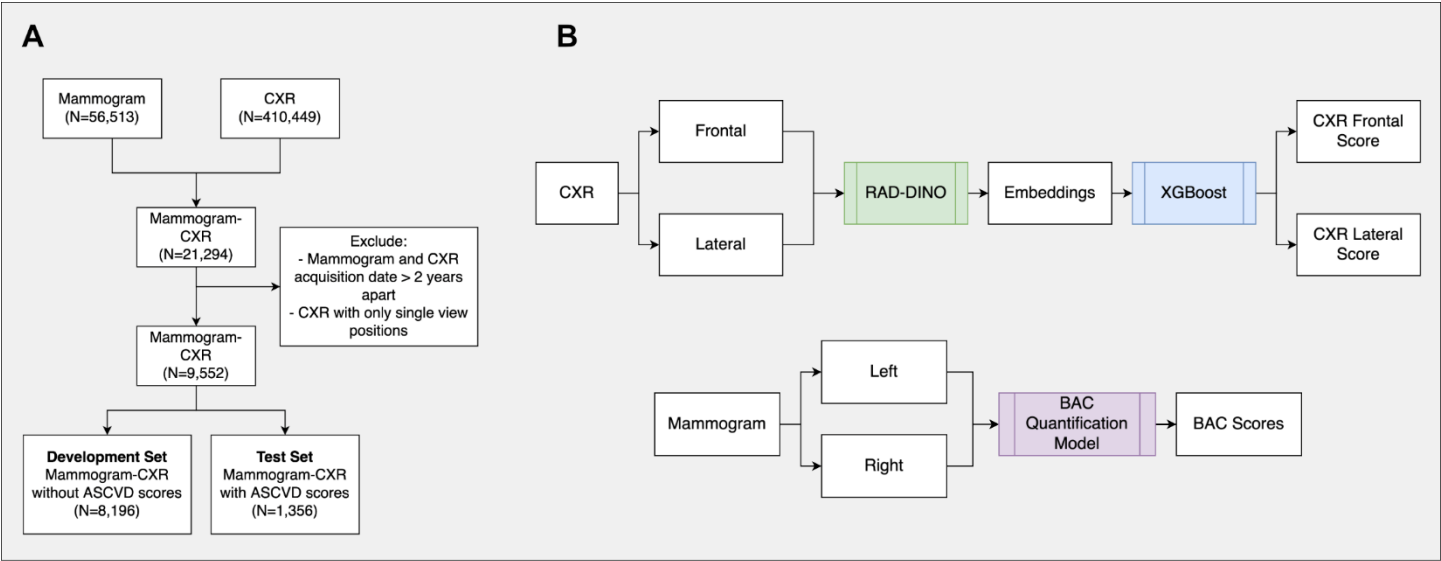 A
Mammogram
(N=56,513)
CXR
(N=410,449)
Mammogram-
CXR
(N=21,294)
Exclude:
- Mammogram and CXR
acquisition date > 2 years
apart
- CXR with only single view
positions
Mammogram-
CXR
(N=9,552)
Development Set
Mammogram-CXR
without ASCVD scores
(N=8,196)
Test Set
Mammogram-CXR
with ASCVD scores
(N=1,356)
B
CXR
Frontal
Lateral
RAD-DINO
Embeddings
XGBoost
CXR Frontal
Score
CXR Lateral
Score
Mammogram
Left
Right
BAC
Quantification
Model
BAC Scores